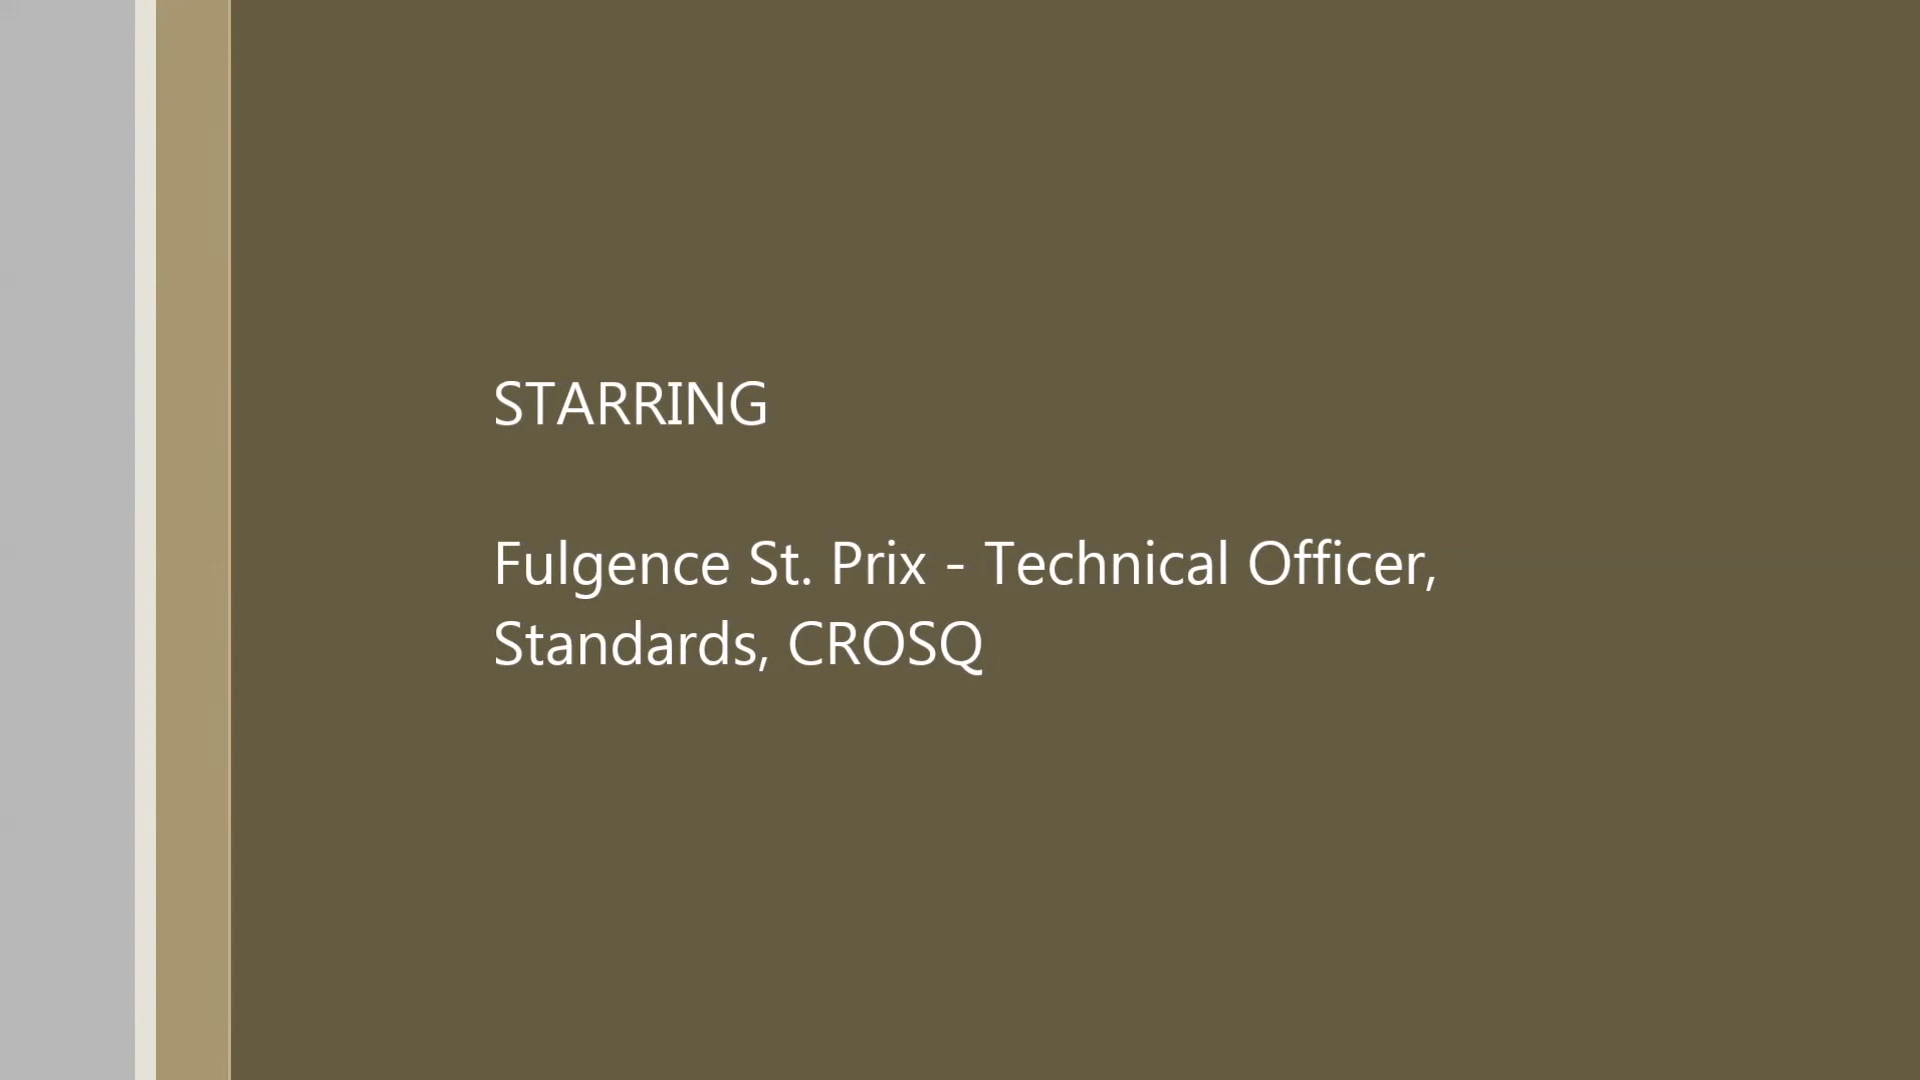 STARRING
Fulgence St. Prix - Technical Officer,
Standards, CROSQ